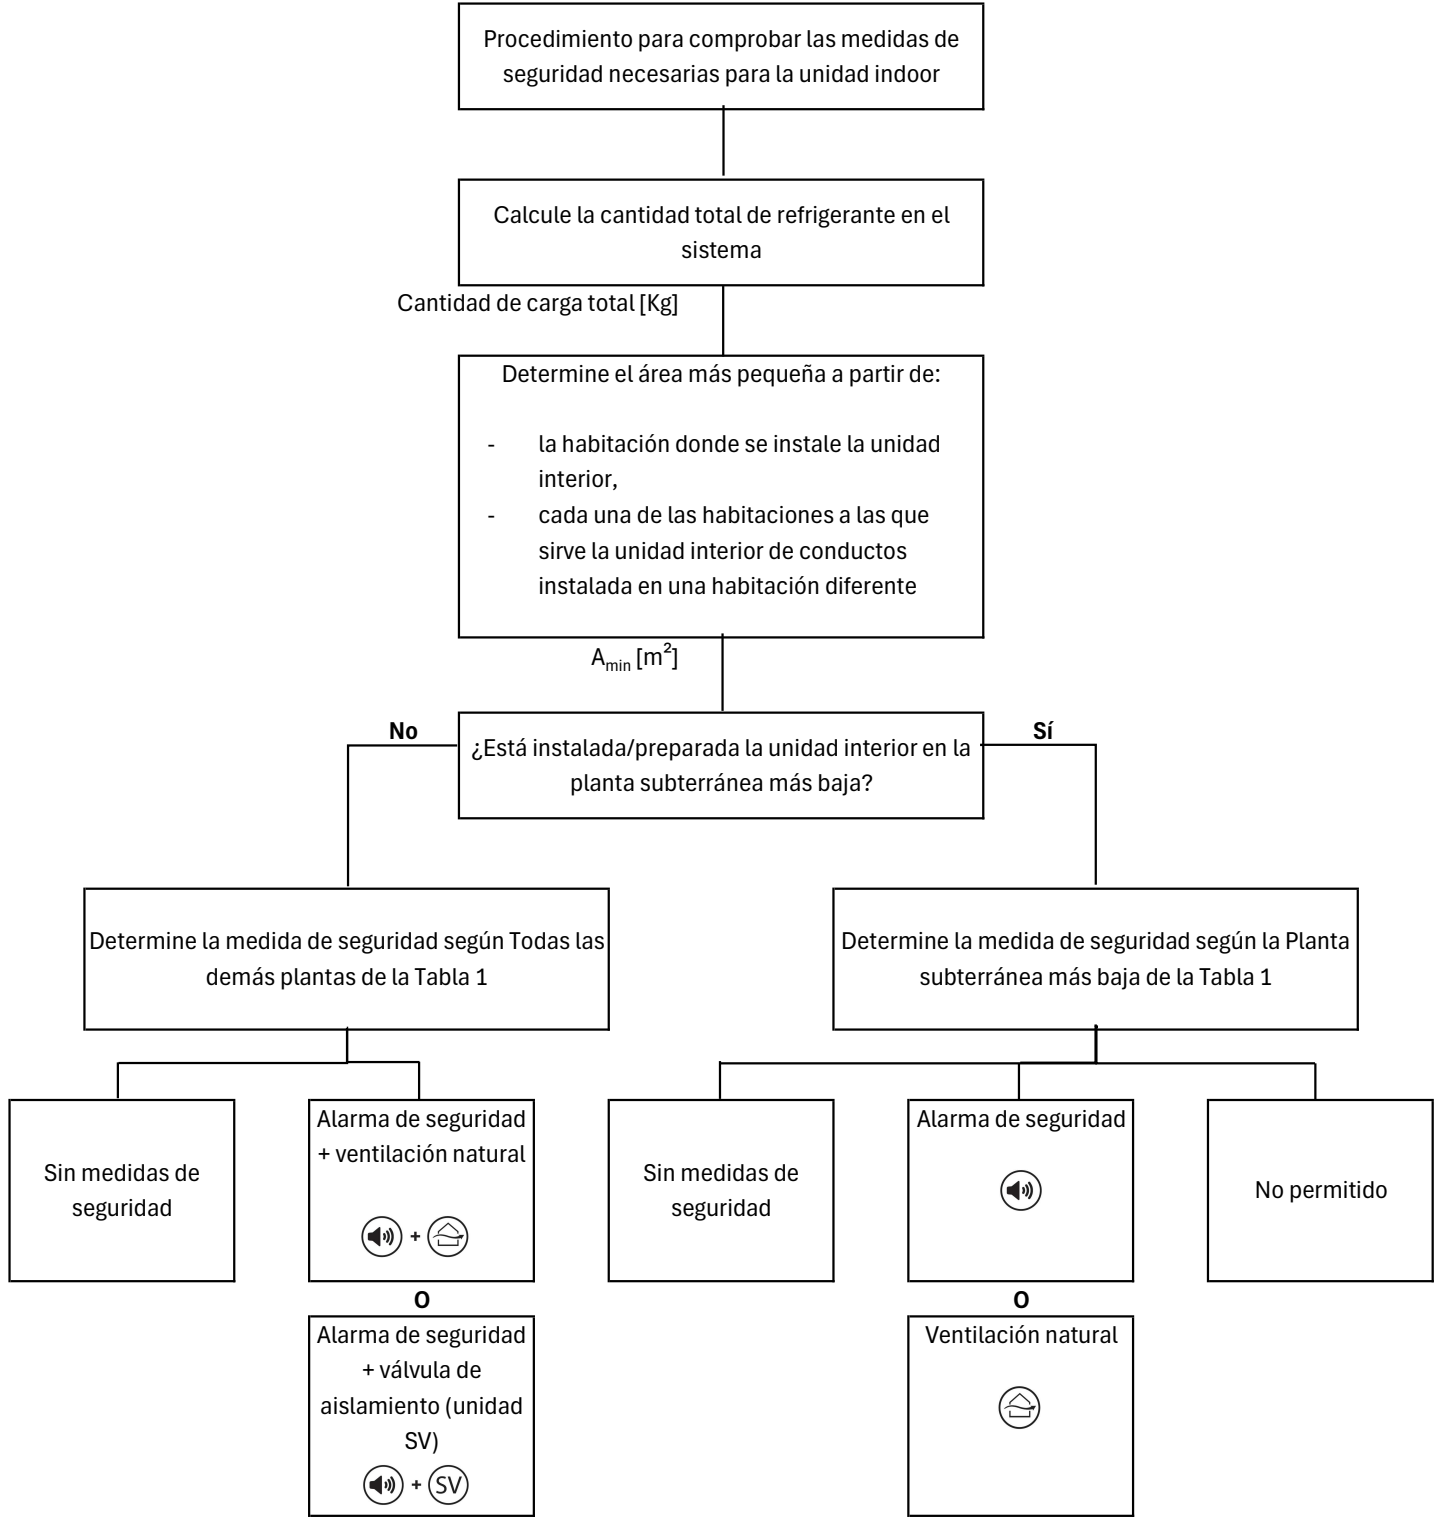 Procedimiento para comprobar las medidas de
seguridad necesarias para la unidad indoor
Calcule la cantidad total de refrigerante en el
sistema
Cantidad de carga total [Kg]
Determine el área más pequeña a partir de:
- la habitación donde se instale la unidad
interior,
- cada una de las habitaciones a las que
sirve la unidad interior de conductos
instalada en una habitación diferente
Amin [m²]
No
Sí
¿Está instalada/preparada la unidad interior en la
planta subterránea más baja?
Determine la medida de seguridad según Todas las
demás plantas de la Tabla 1
Determine la medida de seguridad según la Planta
subterránea más baja de la Tabla 1
Sin medidas de
seguridad
Alarma de seguridad
+ ventilación natural
+
O
Alarma de seguridad
+ válvula de
aislamiento (unidad
SV)
+ SV
Sin medidas de
seguridad
Alarma de seguridad
O
Ventilación natural
No permitido